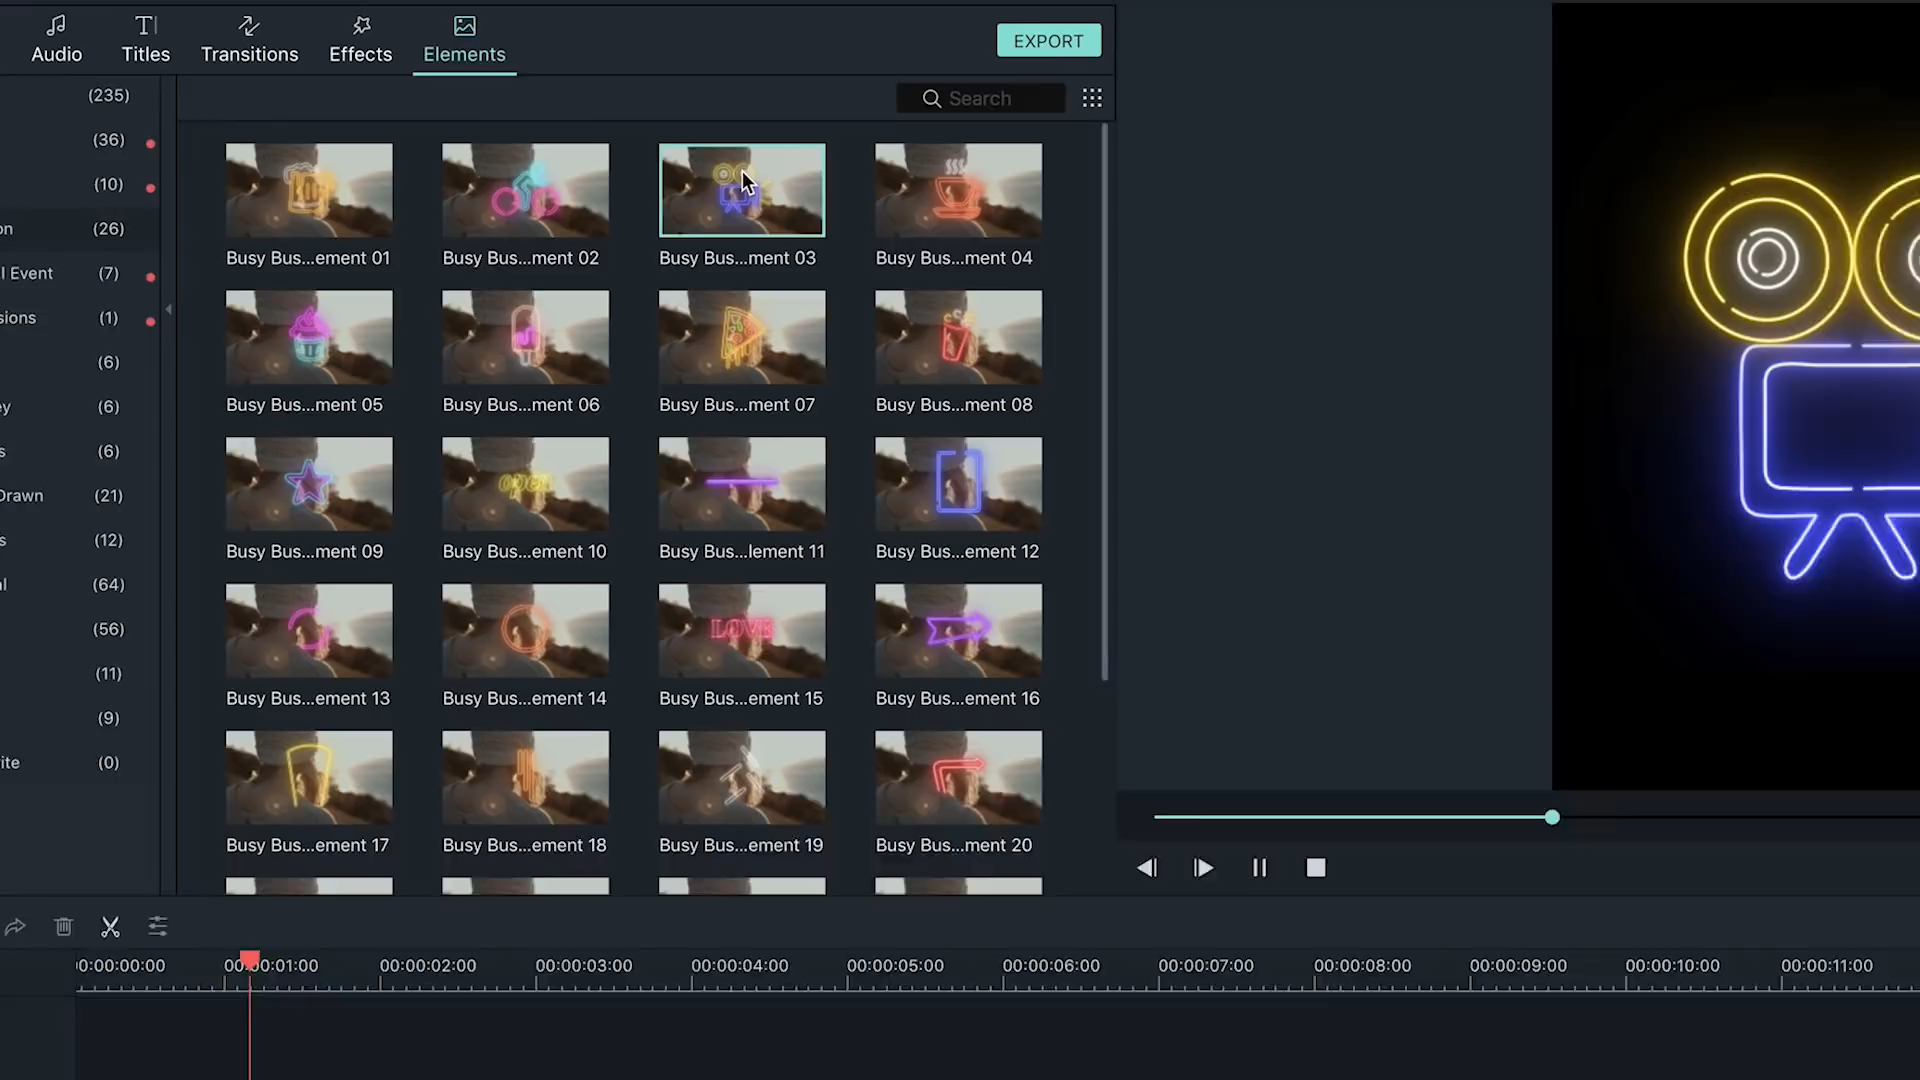 Audio
Titles
Transitions
Effects
Elements
EXPORT
Search
(235)
(36)
(10)
on (26)
l Event (7)
sions (1)
(6)
ey (6)
s (6)
Drawn (21)
s (12)
al (64)
(56)
(11)
(9)
rite (0)
Busy Bus...ement 01
Busy Bus...ment 02
Busy Bus...ment 03
Busy Bus...ment 04
Busy Bus...ment 05
Busy Bus...ment 06
Busy Bus...ment 07
Busy Bus...ment 08
open
Busy Bus...ment 09
Busy Bus...ement 10
Busy Bus...lement 11
Busy Bus...ement 12
LOVE
Busy Bus...ement 13
Busy Bus...ement 14
Busy Bus...ement 15
Busy Bus...ement 16
Busy Bus...ement 17
Busy Bus...ement 18
Busy Bus...ement 19
Busy Bus...ment 20
00:00:00:00
00:00:01:00
00:00:02:00
00:00:03:00
00:00:04:00
00:00:05:00
00:00:06:00
00:00:07:00
00:00:08:00
00:00:09:00
00:00:10:00
00:00:11:00